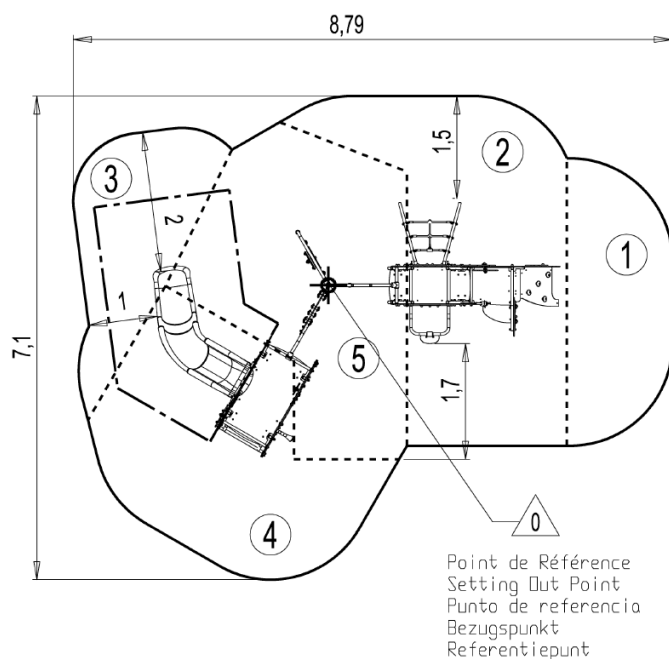 8,79
1,5
2
3
2
1
1
7,1
5
1,7
4
0
Point de Référence
Setting Out Point
Punto de referencia
Bezugspunkt
Referentiepunt